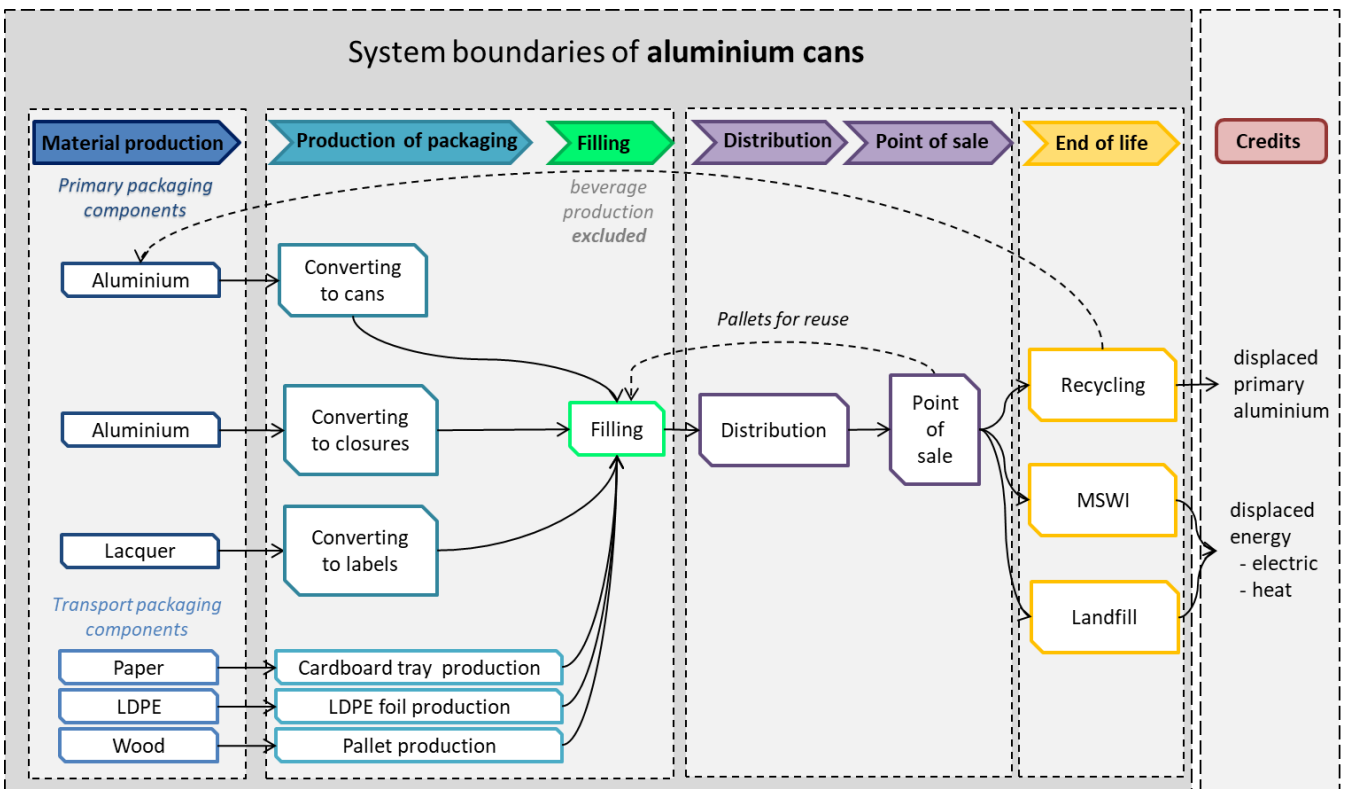 System boundaries of aluminium cans
Material production
Production of packaging
Filling
Distribution
Point of sale
End of life
Credits
Primary packaging
components
beverage
production
excluded
Aluminium
Converting
to cans
Pallets for reuse
Aluminium
Converting
to closures
Filling
Distribution
Point
of
sale
Recycling
displaced
primary
aluminium
Lacquer
Converting
to labels
MSWI
displaced
energy
- electric
- heat
Landfill
Transport packaging
components
Paper
Cardboard tray production
LDPE
LDPE foil production
Wood
Pallet production